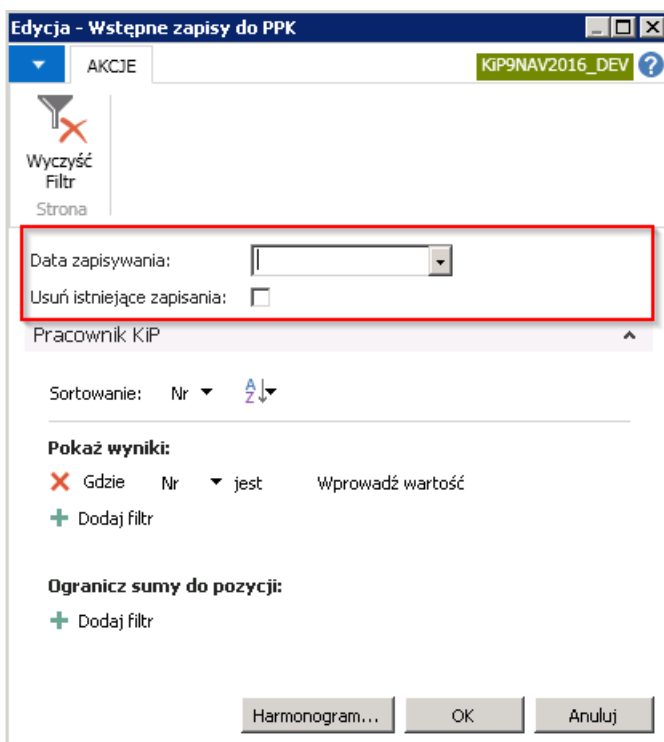 Edycja - Wstępne zapisy do PPK
AKCJE
KiP9NAV2016_DEV
?
Wyczyść
Filtr
Strona
Data zapisywania:
Usuń istniejące zapisania:
Pracownik KiP
Sortowanie: Nr
A
Z
Pokaż wyniki:
Gdzie Nr jest Wprowadź wartość
Dodaj filtr
Ogranicz sumy do pozycji:
Dodaj filtr
Harmonogram... OK Anuluj